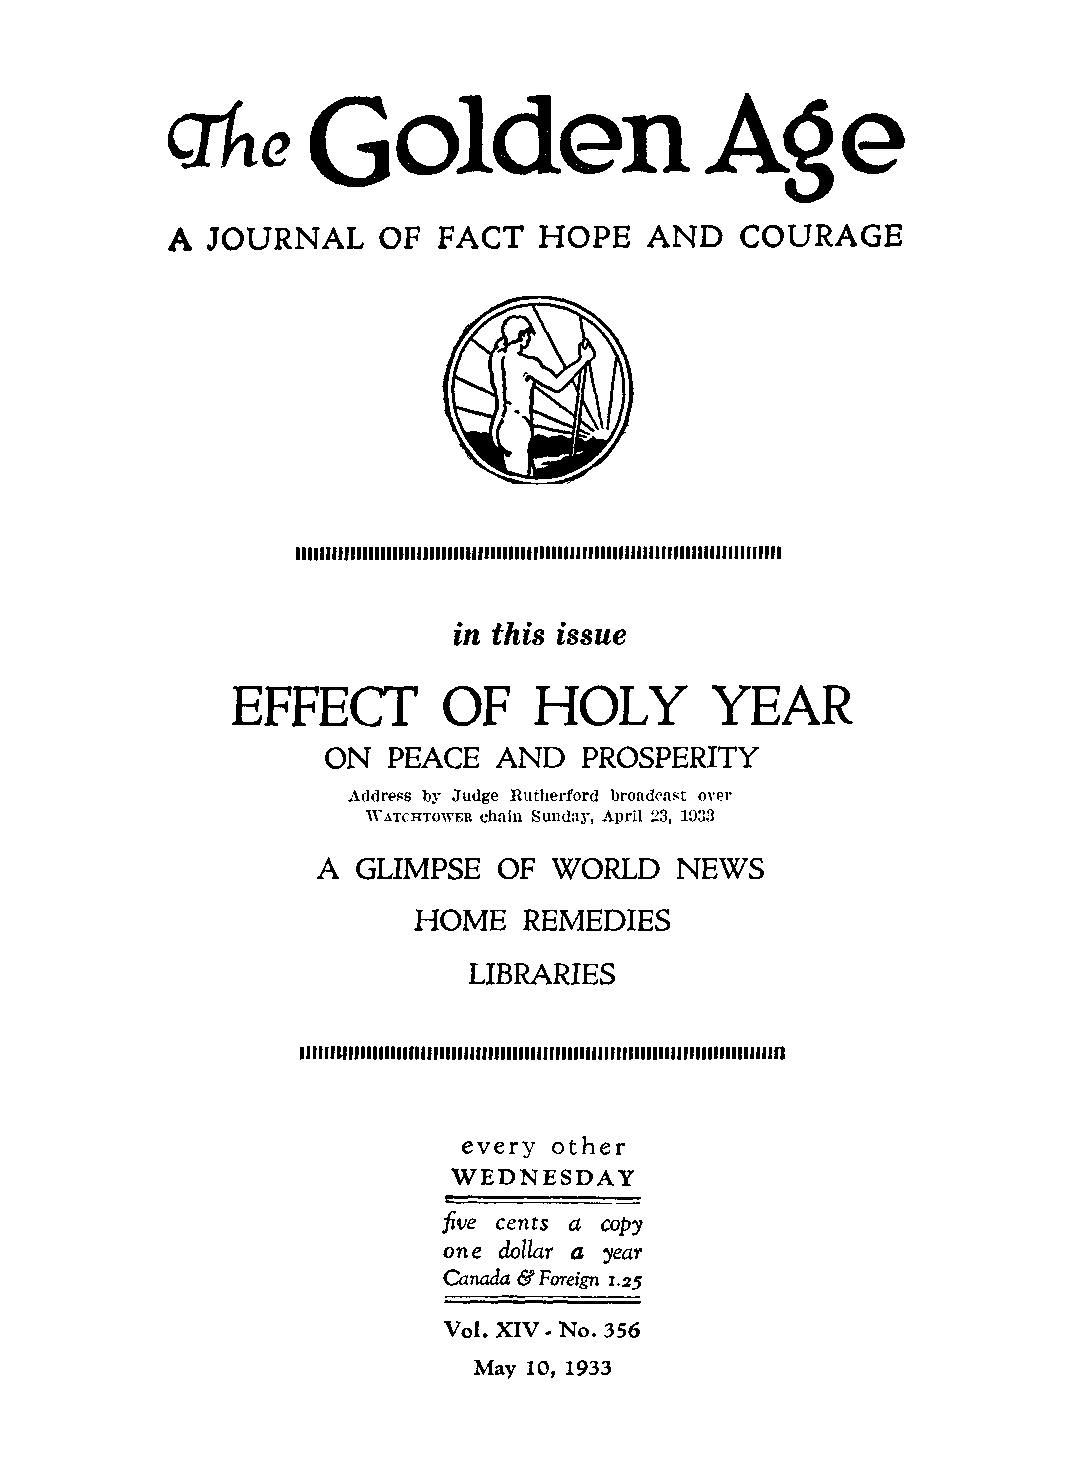 The Golden Age
A JOURNAL OF FACT HOPE AND COURAGE
in this issue
EFFECT OF HOLY YEAR
ON PEACE AND PROSPERITY
Address by Judge Rutherford broadcast over
WATCHTOWER chain Sunday, April 23, 1933
A GLIMPSE OF WORLD NEWS
HOME REMEDIES
LIBRARIES
every other
WEDNESDAY
five cents a copy
one dollar a year
Canada & Foreign 1.25
Vol. XIV - No. 356
May 10, 1933